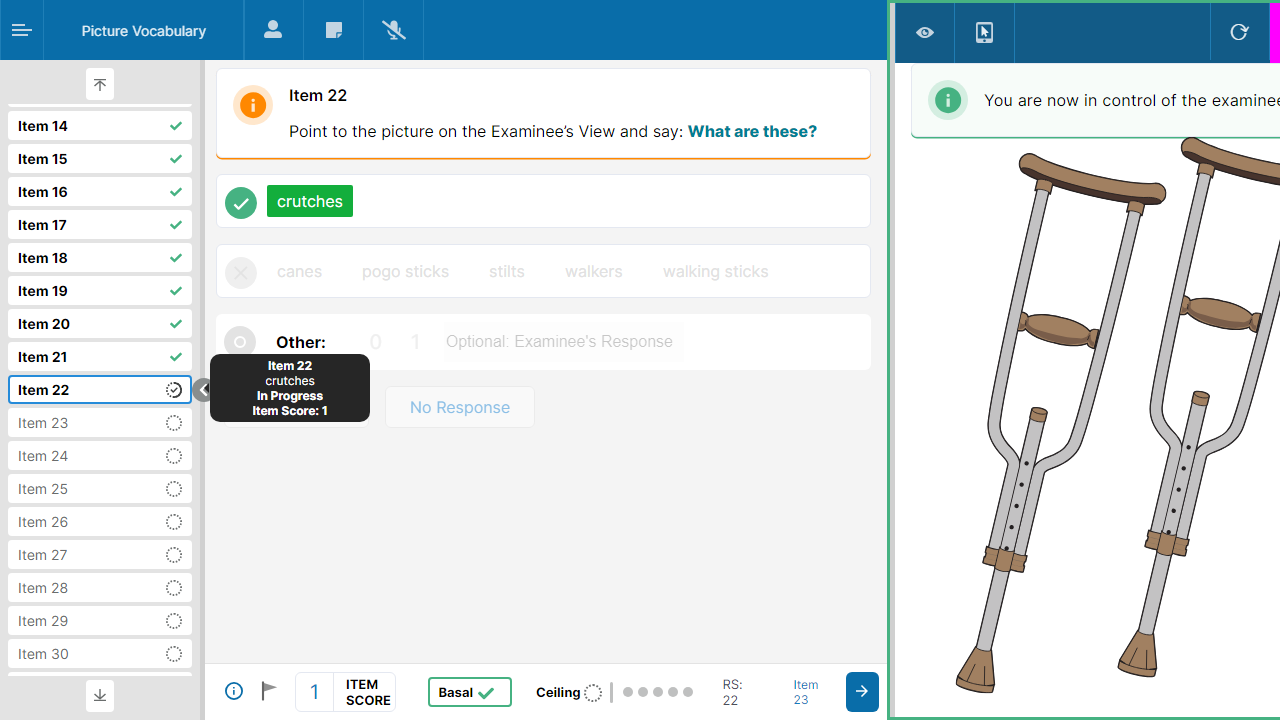 Picture Vocabulary
Item 14
Item 15
Item 16
Item 17
Item 18
Item 19
Item 20
Item 21
Item 22
Item 23
Item 24
Item 25
Item 26
Item 27
Item 28
Item 29
Item 30
Item 22
Point to the picture on the Examinee's View and say: What are these?
crutches
canes pogo sticks stilts walkers walking sticks
Other: 0 1 Optional: Examinee's Response
Item 22
crutches
In Progress
Item Score: 1
No Response
1 ITEM SCORE
Basal
Ceiling
RS: 22
Item 23
You are now in control of the examinee